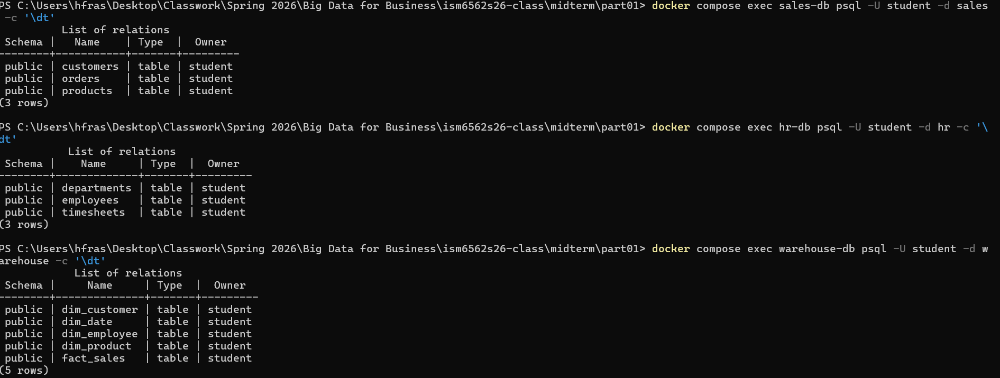 PS C:\Users\hfras\Desktop\Classwork\Spring 2026\Big Data for Business\ism6562s26-class\midterm\part01> docker compose exec sales-db psql -U student -d sales
 -c '\dt'
          List of relations
 Schema |   Name    | Type  |  Owner
--------+-----------+-------+---------
 public | customers | table | student
 public | orders    | table | student
 public | products  | table | student
(3 rows)

PS C:\Users\hfras\Desktop\Classwork\Spring 2026\Big Data for Business\ism6562s26-class\midterm\part01> docker compose exec hr-db psql -U student -d hr -c '\
dt'
           List of relations
 Schema |    Name     | Type  |  Owner
--------+-------------+-------+---------
 public | departments | table | student
 public | employees   | table | student
 public | timesheets  | table | student
(3 rows)

PS C:\Users\hfras\Desktop\Classwork\Spring 2026\Big Data for Business\ism6562s26-class\midterm\part01> docker compose exec warehouse-db psql -U student -d w
arehouse -c '\dt'
            List of relations
 Schema |     Name     | Type  |  Owner
--------+--------------+-------+---------
 public | dim_customer | table | student
 public | dim_date     | table | student
 public | dim_employee | table | student
 public | dim_product  | table | student
 public | fact_sales   | table | student
(5 rows)